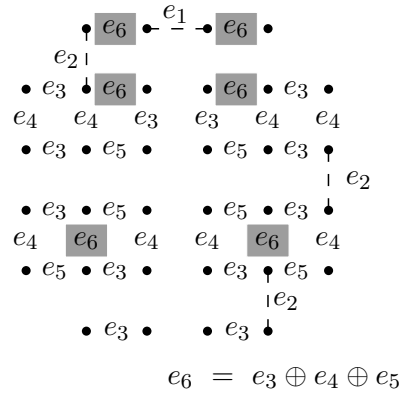 e₆ e₁ e₆
e₂
e₃ e₆ e₆ e₃
e₄ e₄ e₃ e₃ e₄ e₄
e₃ e₅ e₅ e₃
e₂
e₃ e₅ e₅ e₃
e₄ e₆ e₄ e₄ e₆ e₄
e₅ e₃ e₃ e₅
e₂
e₃ e₃
e₆ = e₃ ⊕ e₄ ⊕ e₅